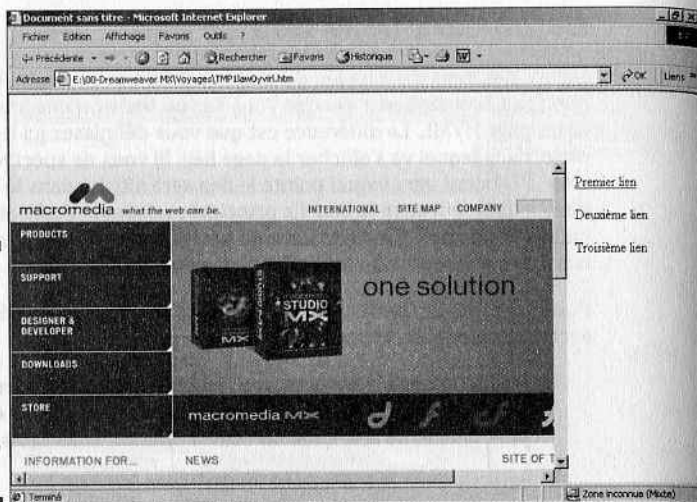 Document sans titre - Microsoft Internet Explorer
Fichier Edition Affichage Favoris Outils ?
Précédente Rechercher Favoris Historique
Adresse E:\00-Dreamweaver MX\Voyages\TMP1lawOyvirl.htm OK Liens »
macromedia what the web can be. INTERNATIONAL SITE MAP COMPANY
Premier lien
Deuxième lien
Troisième lien
PRODUCTS
SUPPORT
DESIGNER &
DEVELOPER
DOWNLOADS
STORE
one solution
STUDIO
MX
MX
macromedia MX
INFORMATION FOR... NEWS SITE OF T
Terminé Zone inconnue (Mixte)